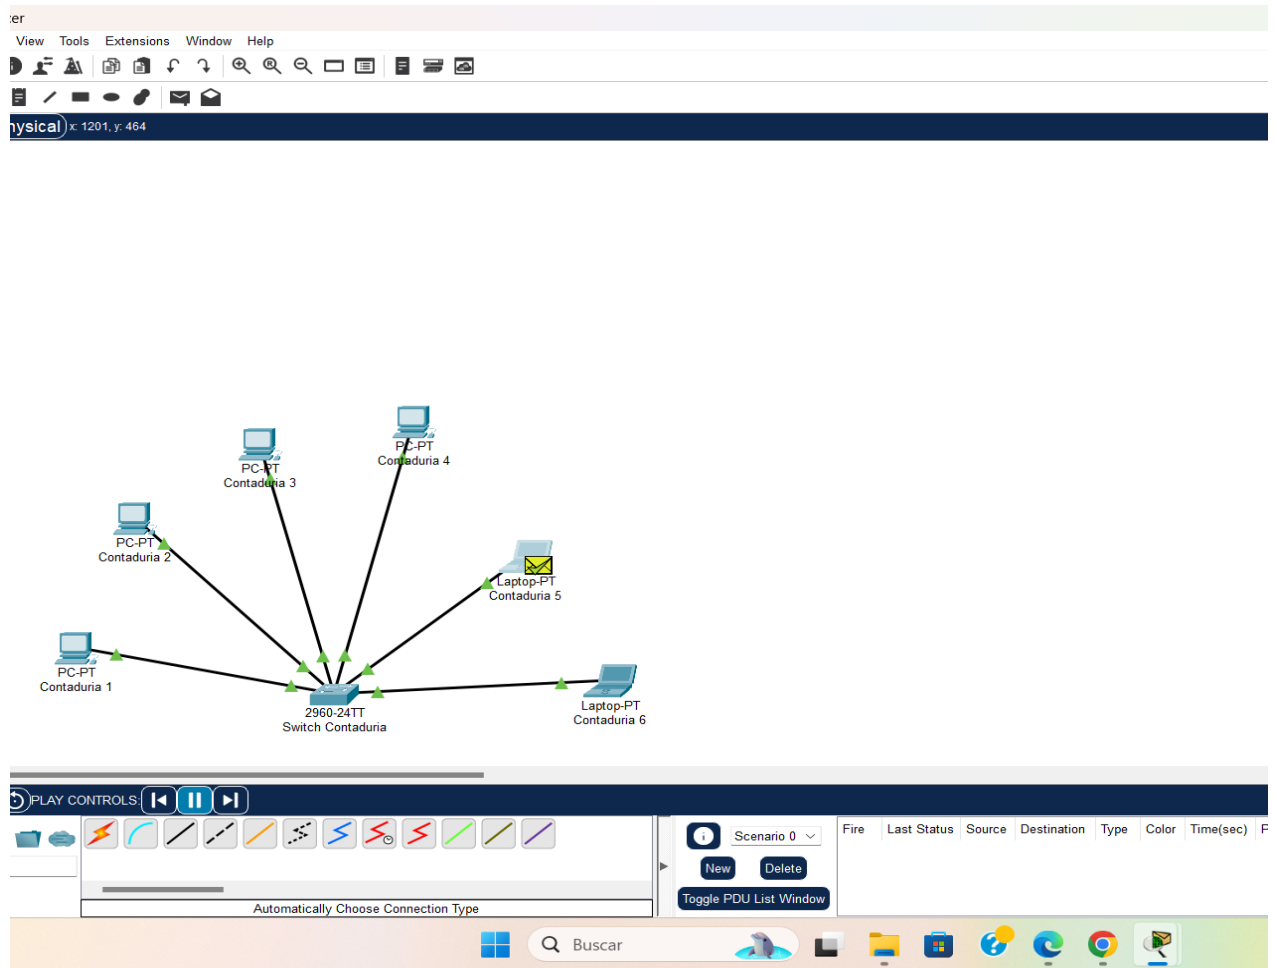 View Tools Extensions Window Help
x: 1201, y: 464
PC-PT
Contaduria 4
PC-PT
Contaduria 3
PC-PT
Contaduria 2
Laptop-PT
Contaduria 5
PC-PT
Contaduria 1
Laptop-PT
Contaduria 6
2960-24TT
Switch Contaduria
PLAY CONTROLS:
Scenario 0
Fire Last Status Source Destination Type Color Time(sec)
New Delete
Toggle PDU List Window
Automatically Choose Connection Type
Buscar